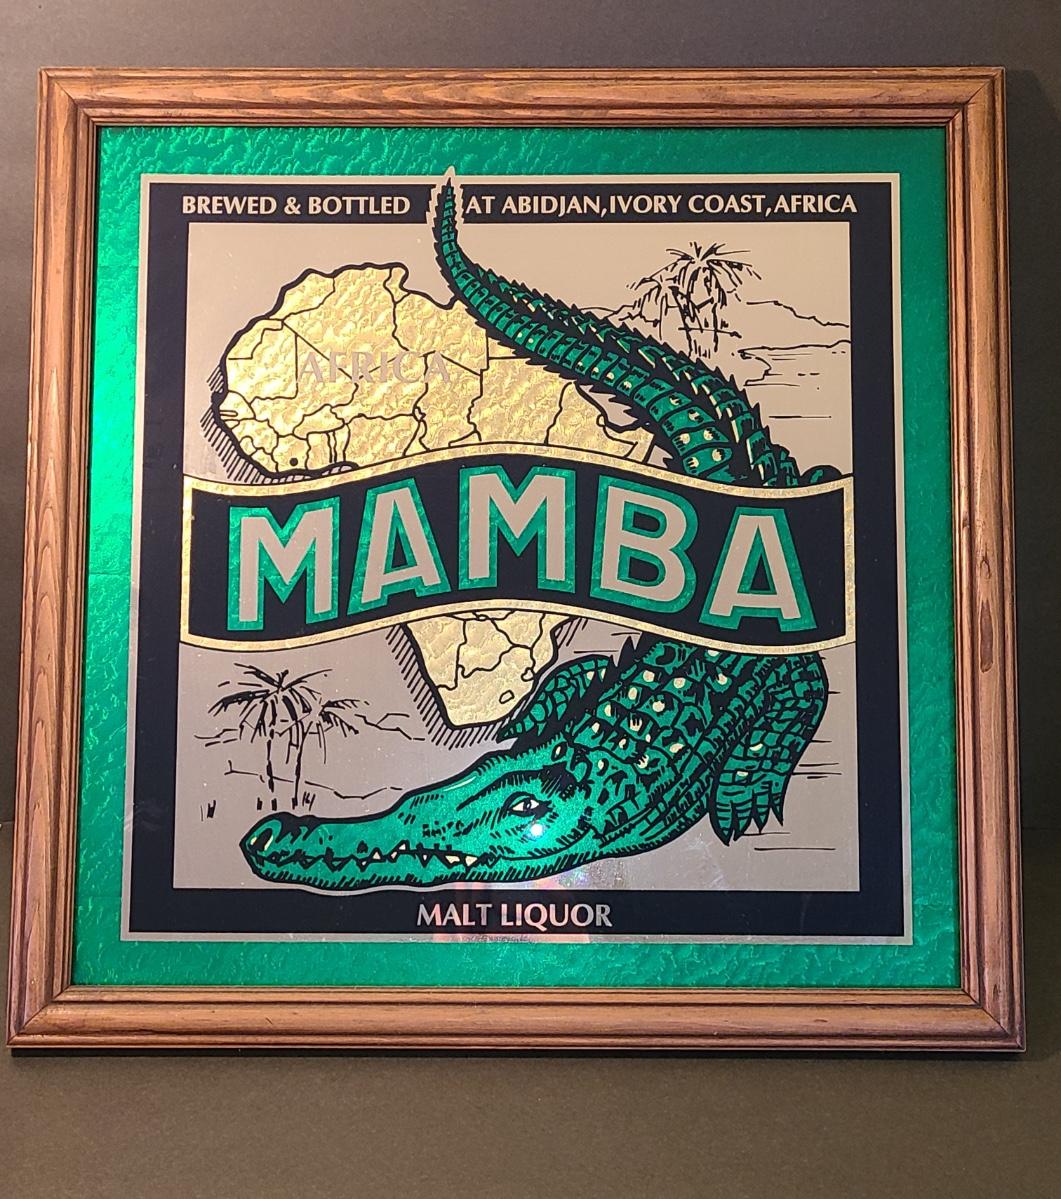 BREWED & BOTTLED AT ABIDJAN, IVORY COAST, AFRICA
AFRICA
MAMBA
MALT LIQUOR